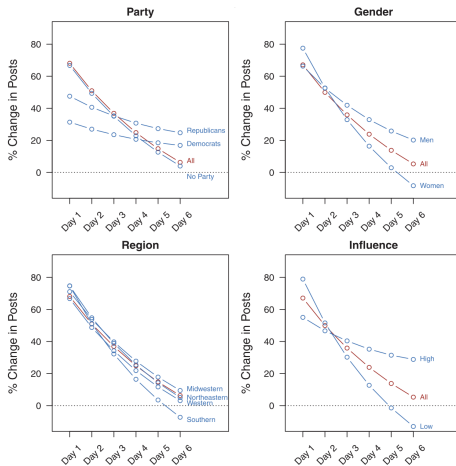 Party
% Change in Posts
80
60
40
20
0
Republicans
Democrats
All
No Party
Day 1
Day 2
Day 3
Day 4
Day 5
Day 6
Gender
% Change in Posts
80
60
40
20
0
Men
All
Women
Day 1
Day 2
Day 3
Day 4
Day 5
Day 6
Region
% Change in Posts
80
60
40
20
0
Midwestern
Northeastern
Western
Southern
Day 1
Day 2
Day 3
Day 4
Day 5
Day 6
Influence
% Change in Posts
80
60
40
20
0
High
All
Low
Day 1
Day 2
Day 3
Day 4
Day 5
Day 6